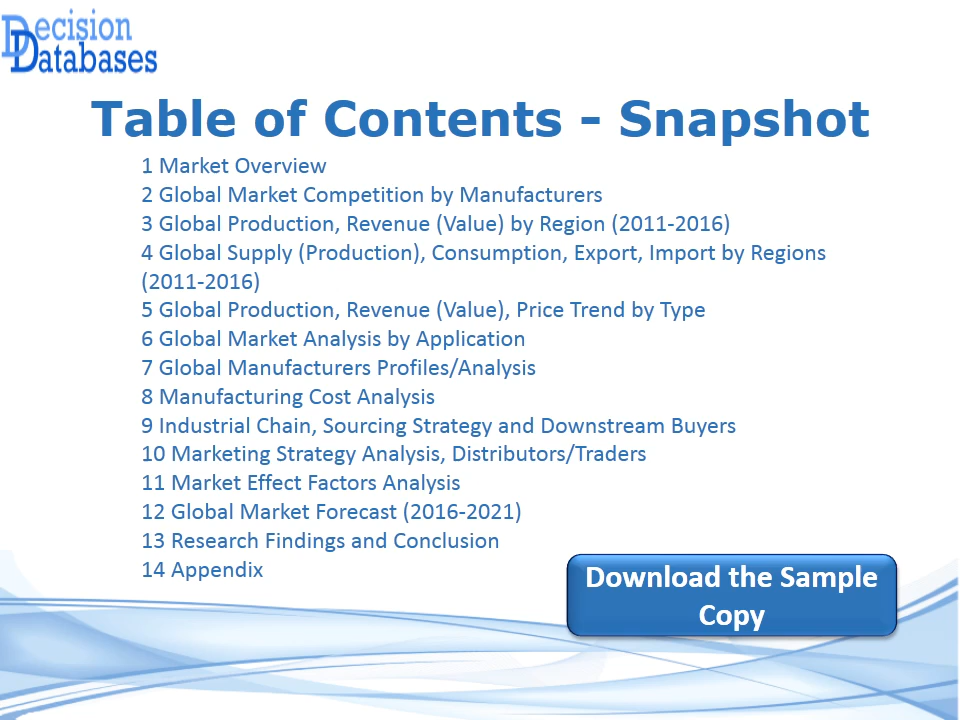 Decision
Databases
Table of Contents - Snapshot
1 Market Overview
2 Global Market Competition by Manufacturers
3 Global Production, Revenue (Value) by Region (2011-2016)
4 Global Supply (Production), Consumption, Export, Import by Regions
(2011-2016)
5 Global Production, Revenue (Value), Price Trend by Type
6 Global Market Analysis by Application
7 Global Manufacturers Profiles/Analysis
8 Manufacturing Cost Analysis
9 Industrial Chain, Sourcing Strategy and Downstream Buyers
10 Marketing Strategy Analysis, Distributors/Traders
11 Market Effect Factors Analysis
12 Global Market Forecast (2016-2021)
13 Research Findings and Conclusion
14 Appendix
Download the Sample
Copy